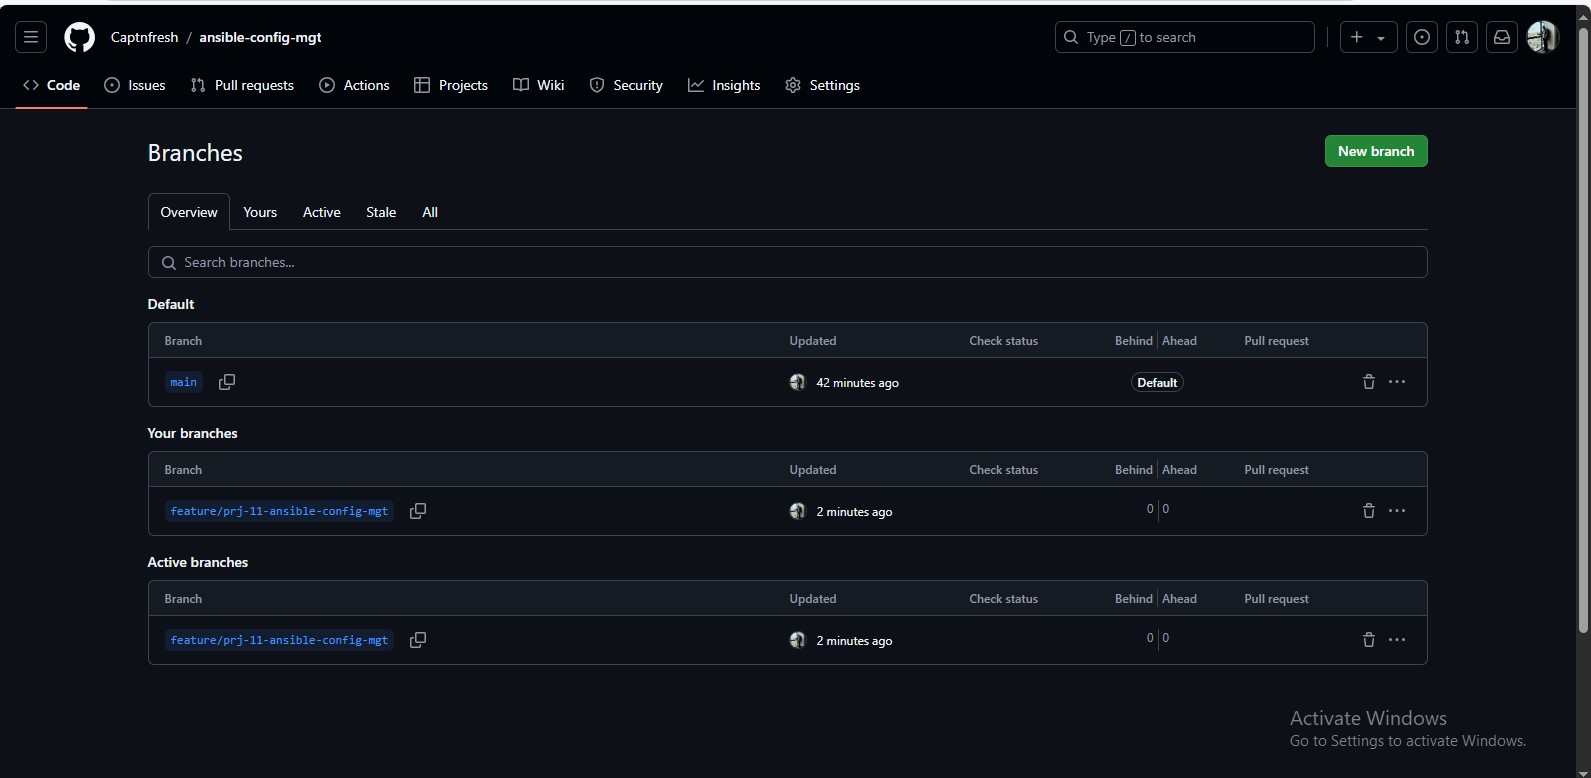 Captnfresh / ansible-config-mgt
Type / to search
Code Issues Pull requests Actions Projects Wiki Security Insights Settings
Branches
New branch
Overview Yours Active Stale All
Search branches...
Default
Branch Updated Check status Behind Ahead Pull request
main 42 minutes ago Default
Your branches
Branch Updated Check status Behind Ahead Pull request
feature/prj-11-ansible-config-mgt 2 minutes ago 0 0
Active branches
Branch Updated Check status Behind Ahead Pull request
feature/prj-11-ansible-config-mgt 2 minutes ago 0 0
Activate Windows
Go to Settings to activate Windows.